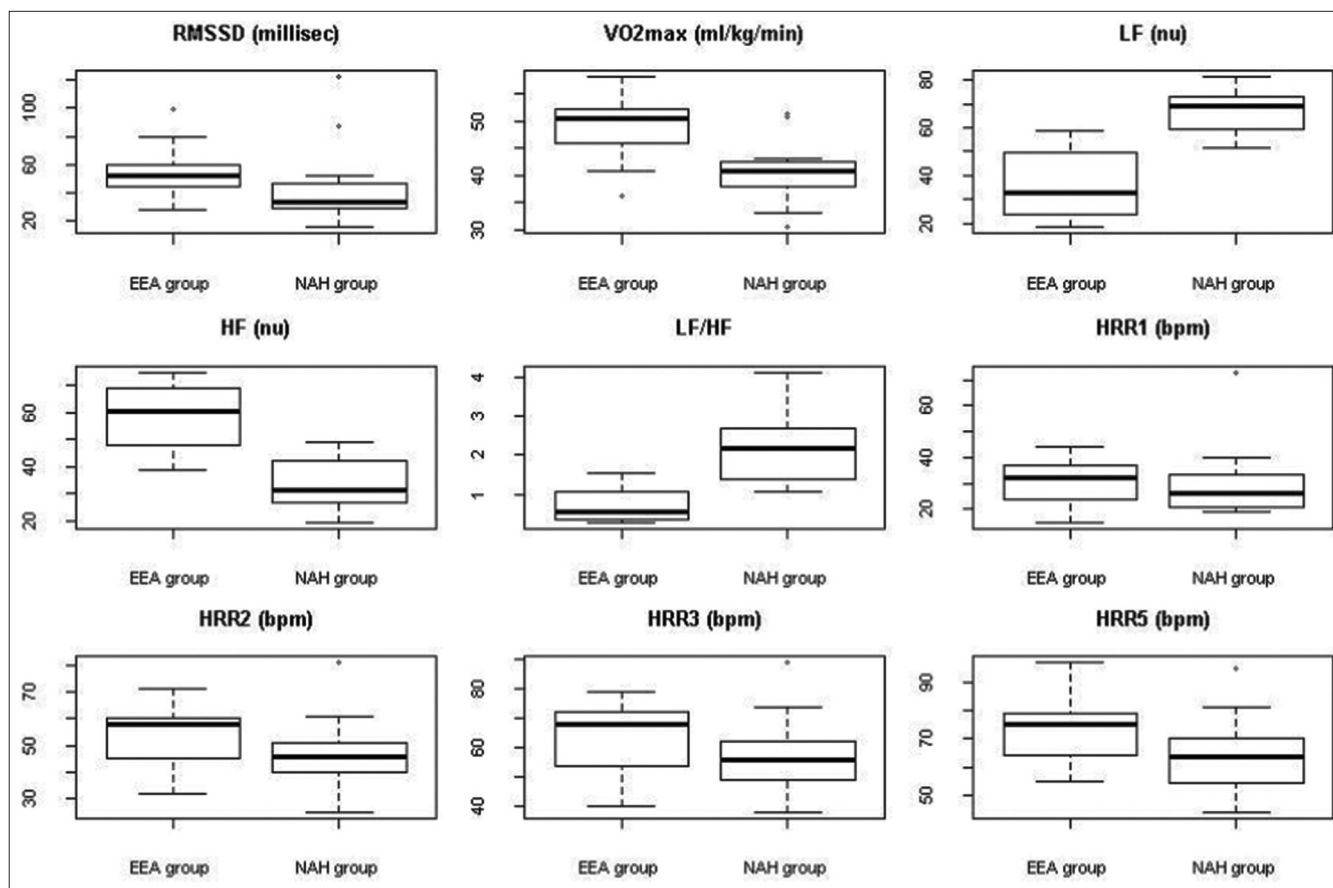 RMSSD (millisec)
VO2max (ml/kg/min)
LF (nu)
100
60
20
50
40
30
80
60
40
20
EEA group
NAH group
EEA group
NAH group
EEA group
NAH group
HF (nu)
LF/HF
HRR1 (bpm)
60
40
20
4
3
2
1
60
40
30
20
EEA group
NAH group
EEA group
NAH group
EEA group
NAH group
HRR2 (bpm)
HRR3 (bpm)
HRR5 (bpm)
70
50
30
80
60
40
90
70
50
EEA group
NAH group
EEA group
NAH group
EEA group
NAH group